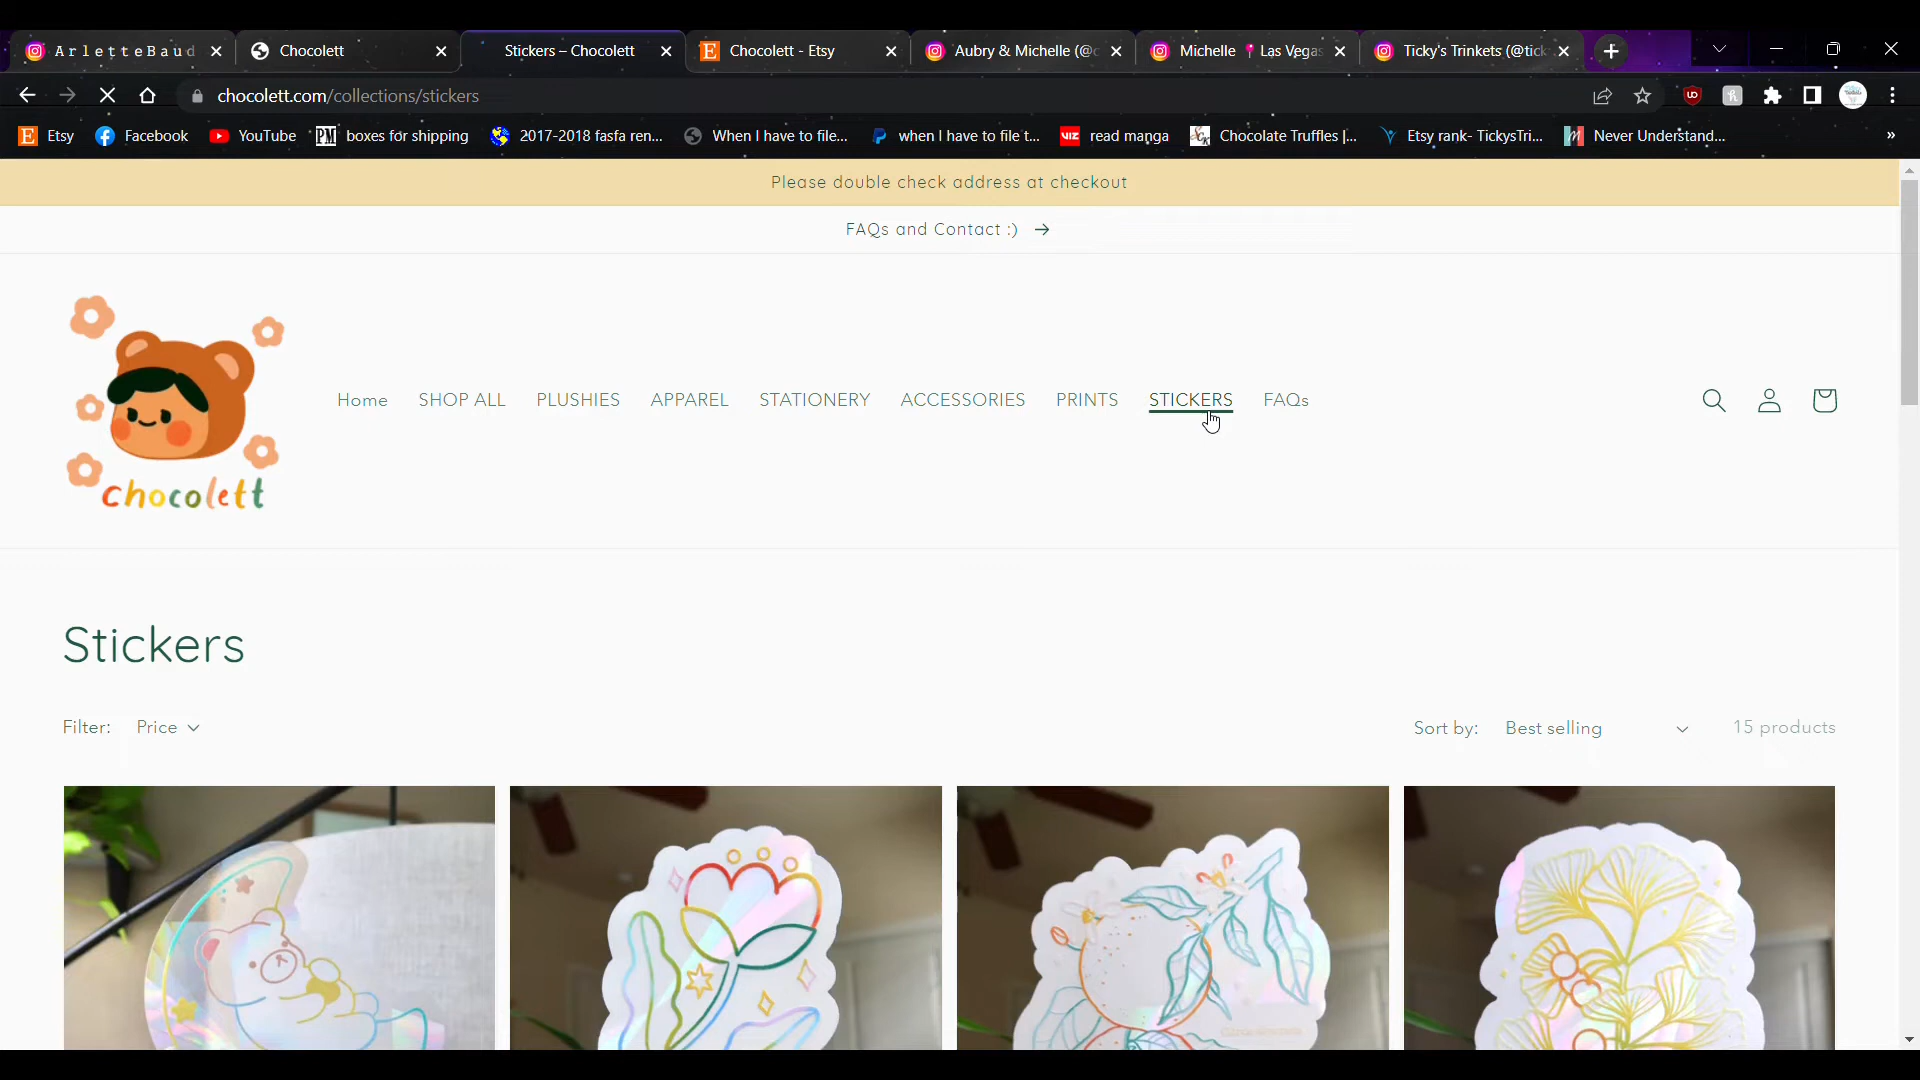 A r l e t t e B a u d
Chocolett
Stickers – Chocolett
Chocolett - Etsy
Aubry & Michelle (@c
Michelle 📍 Las Vegas
Ticky's Trinkets (@tick
chocolett.com/collections/stickers
Etsy
Facebook
YouTube
PM boxes for shipping
2017-2018 fasfa ren...
When I have to file...
when I have to file t...
VIZ read manga
Chocolate Truffles |...
Etsy rank- TickysTri...
Never Understand...
»
Please double check address at checkout
FAQs and Contact :) →
chocolett
Home
SHOP ALL
PLUSHIES
APPAREL
STATIONERY
ACCESSORIES
PRINTS
STICKERS
FAQs
Stickers
Filter: Price
Sort by: Best selling
15 products